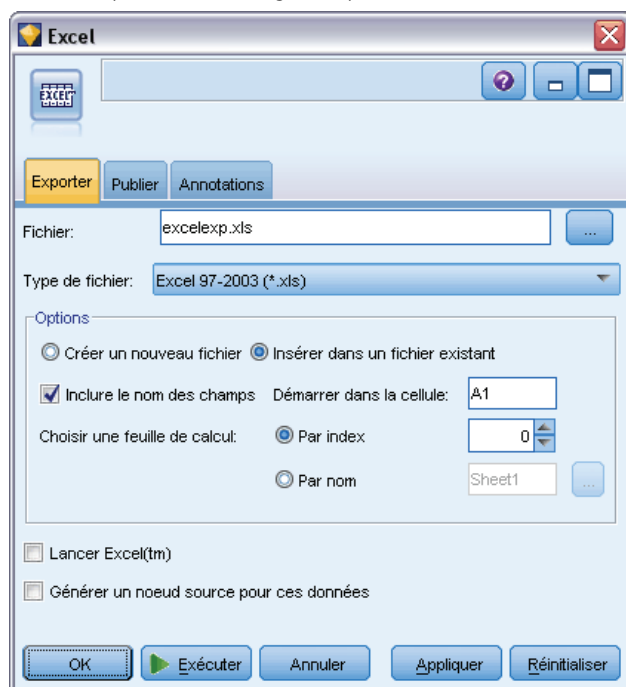 Excel
EXCEL
?
Exporter Publier Annotations
Fichier: excelexp.xls ...
Type de fichier: Excel 97-2003 (*.xls)
Options
Créer un nouveau fichier Insérer dans un fichier existant
Inclure le nom des champs Démarrer dans la cellule: A1
Choisir une feuille de calcul: Par index 0
Par nom Sheet1 ...
Lancer Excel(tm)
Générer un noeud source pour ces données
OK Exécuter Annuler Appliquer Réinitialiser